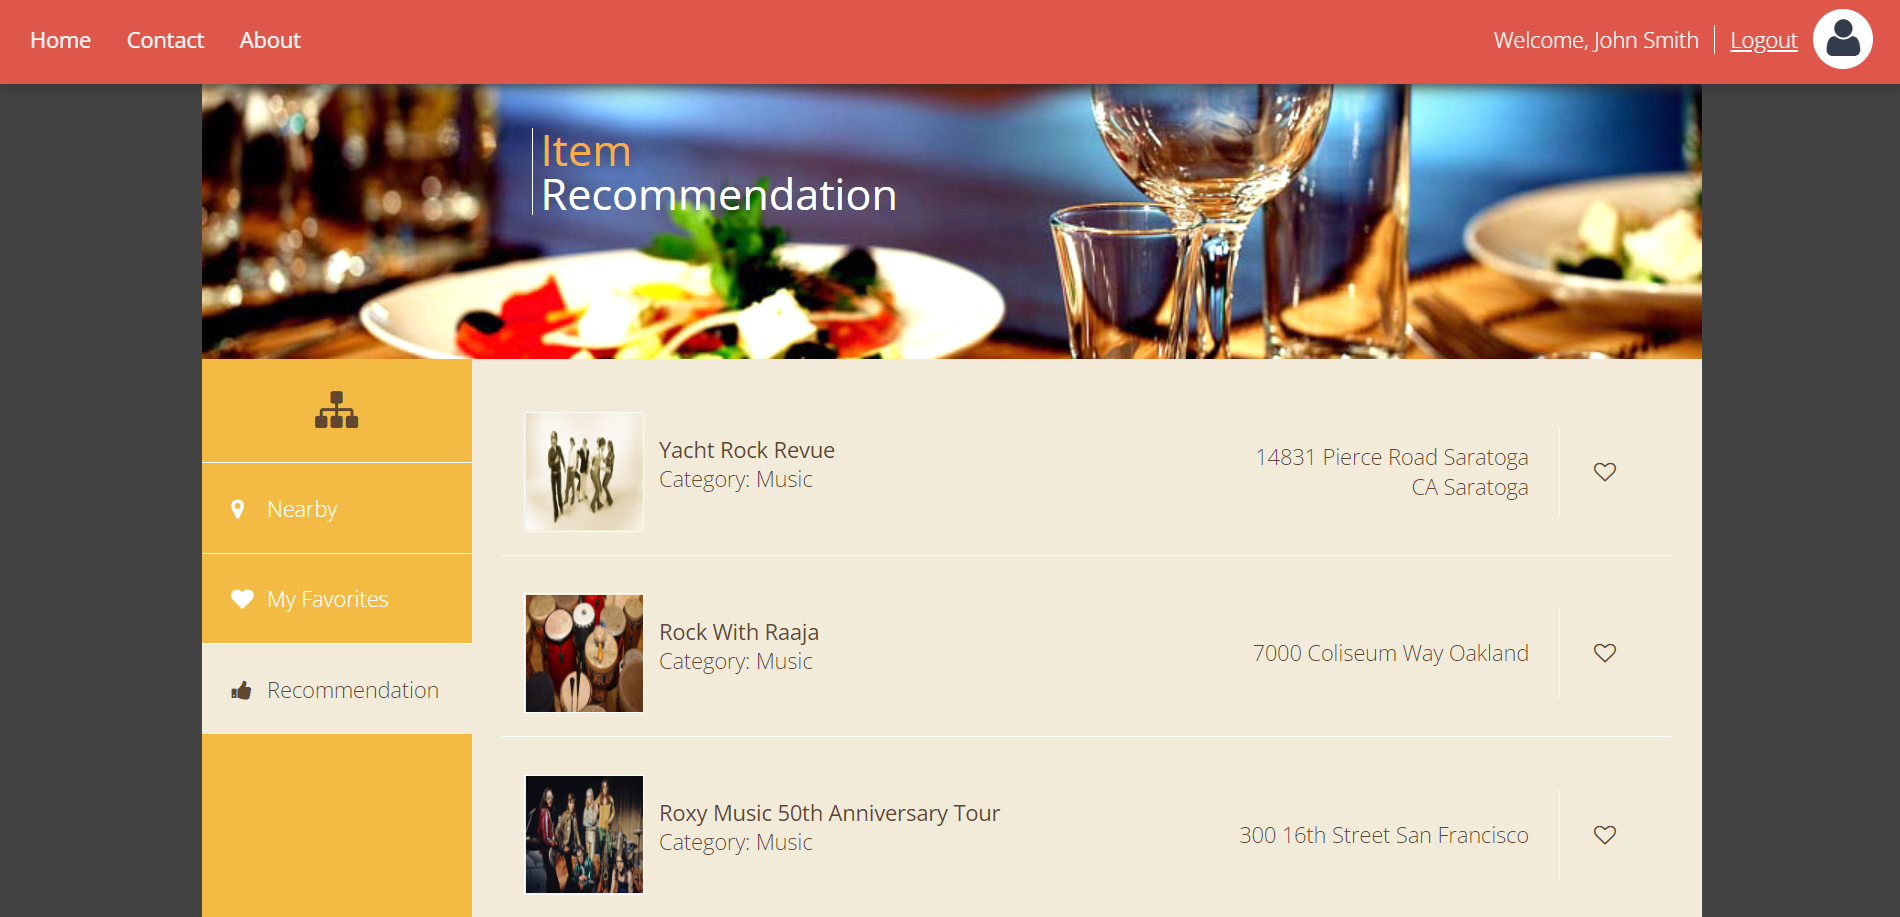 Home Contact About Welcome, John Smith Logout
Item
Recommendation
Nearby
My Favorites
Recommendation
Yacht Rock Revue
Category: Music
14831 Pierce Road Saratoga
CA Saratoga
Rock With Raaja
Category: Music
7000 Coliseum Way Oakland
Roxy Music 50th Anniversary Tour
Category: Music
300 16th Street San Francisco